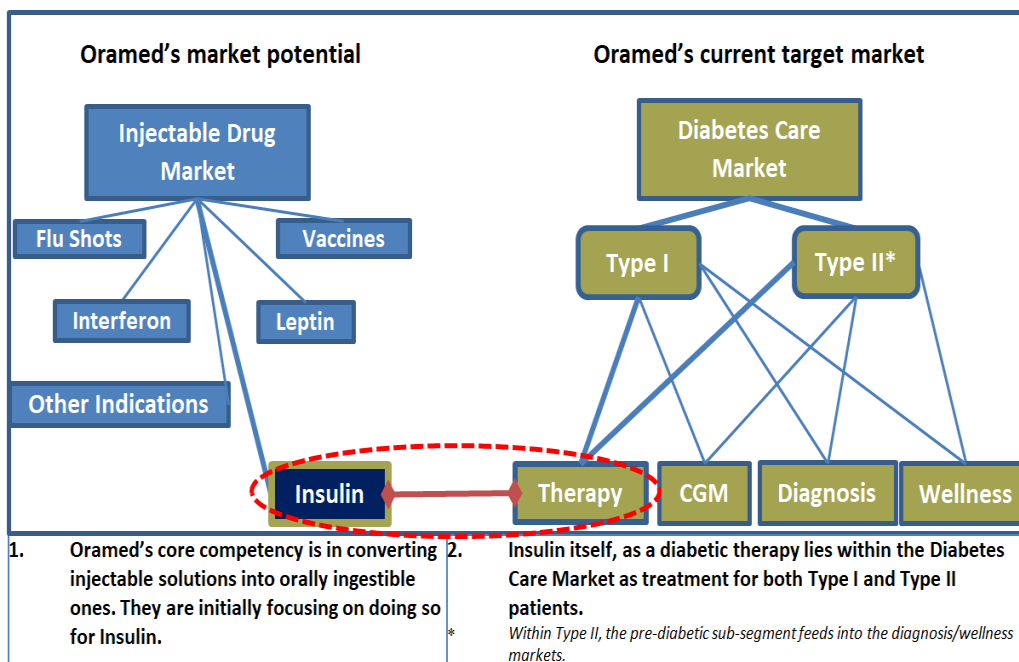 Oramed's market potential
Oramed's current target market
Injectable Drug
Market
Flu Shots
Vaccines
Interferon
Leptin
Other Indications
Insulin
Diabetes Care
Market
Type I
Type II*
Therapy
CGM
Diagnosis
Wellness
1. Oramed's core competency is in converting
injectable solutions into orally ingestible
ones. They are initially focusing on doing so
for Insulin.
2. Insulin itself, as a diabetic therapy lies within the Diabetes
Care Market as treatment for both Type I and Type II
patients.
* Within Type II, the pre-diabetic sub-segment feeds into the diagnosis/wellness
markets.